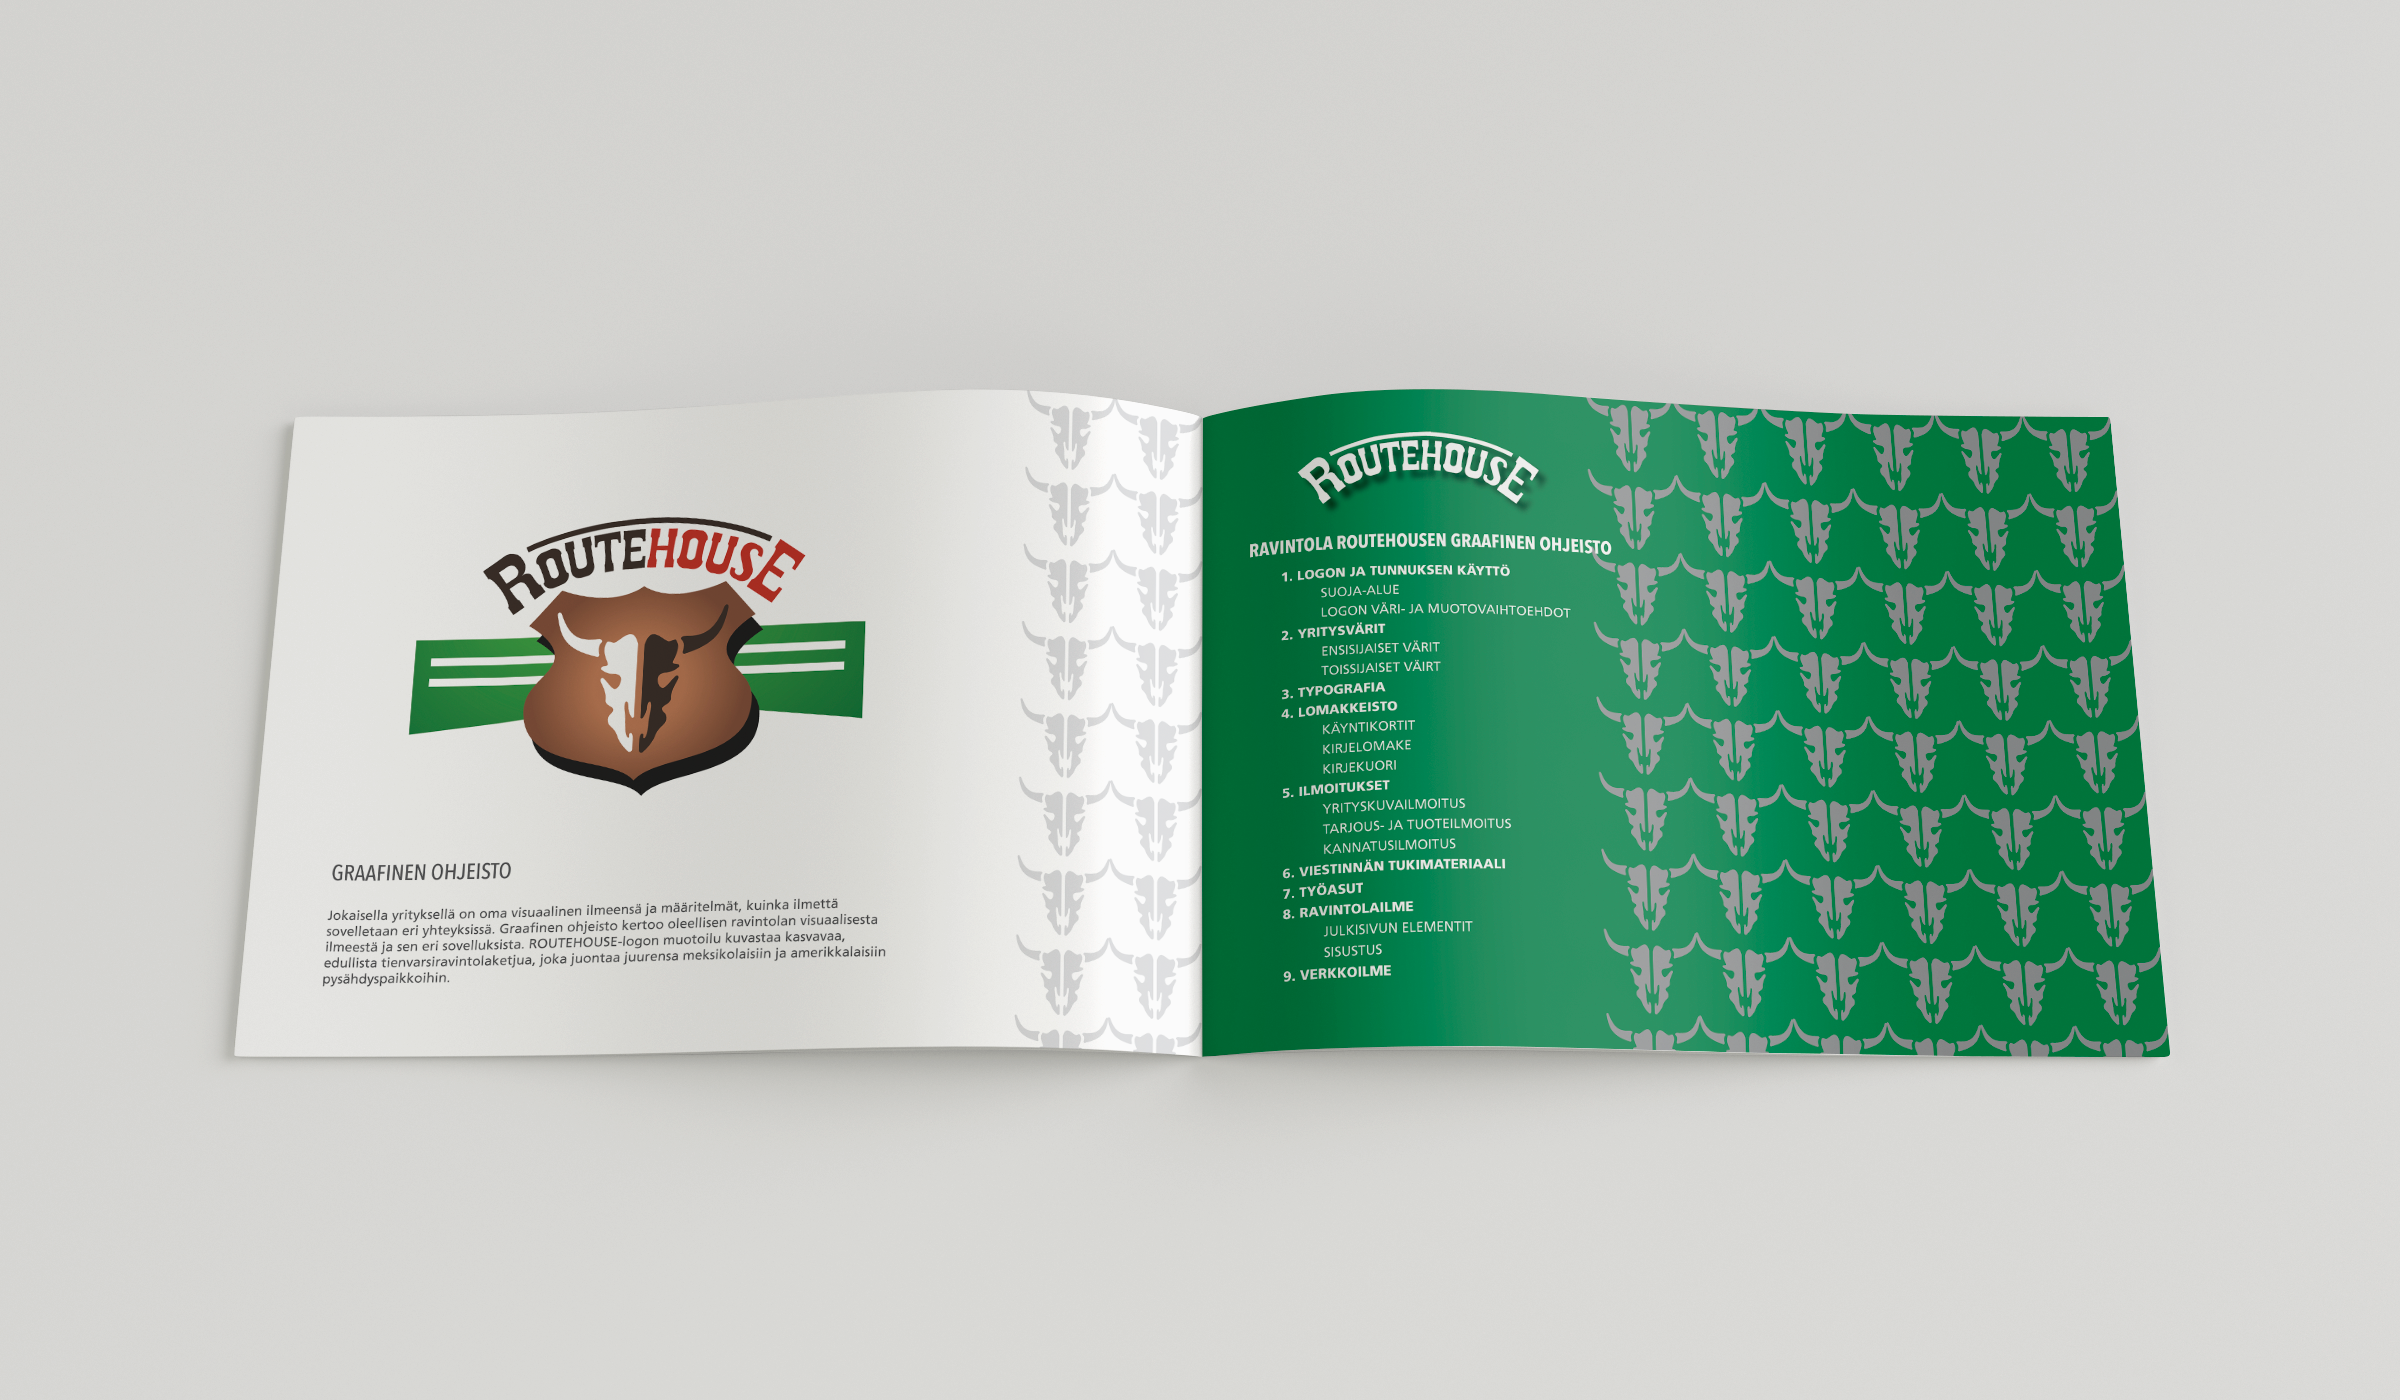 ROUTEHOUSE
GRAAFINEN OHJEISTO
Jokaisella yrityksellä on oma visuaalinen ilmeensä ja määritelmät, kuinka ilmettä
sovelletaan eri yhteyksissä. Graafinen ohjeisto kertoo oleellisen ravintolan visuaalisesta
ilmeestä ja sen eri sovelluksista. ROUTEHOUSE-logon muotoilu kuvastaa kasvavaa,
edullista tienvarsiravintolaketjua, joka juontaa juurensa meksikolaisiin ja amerikkalaisiin
pysähdyspaikkoihin.
ROUTEHOUSE
RAVINTOLA ROUTEHOUSEN GRAAFINEN OHJEISTO
1. LOGON JA TUNNUKSEN KÄYTTÖ
SUOJA-ALUE
LOGON VÄRI- JA MUOTOVAIHTOEHDOT
2. YRITYSVÄRIT
ENSISIJAISET VÄRIT
TOISSIJAISET VÄIRT
3. TYPOGRAFIA
4. LOMAKKEISTO
KÄYNTIKORTIT
KIRJELOMAKE
KIRJEKUORI
5. ILMOITUKSET
YRITYSKUVAILMOITUS
TARJOUS- JA TUOTEILMOITUS
KANNATUSILMOITUS
6. VIESTINNÄN TUKIMATERIAALI
7. TYÖASUT
8. RAVINTOLAILME
JULKISIVUN ELEMENTIT
SISUSTUS
9. VERKKOILME